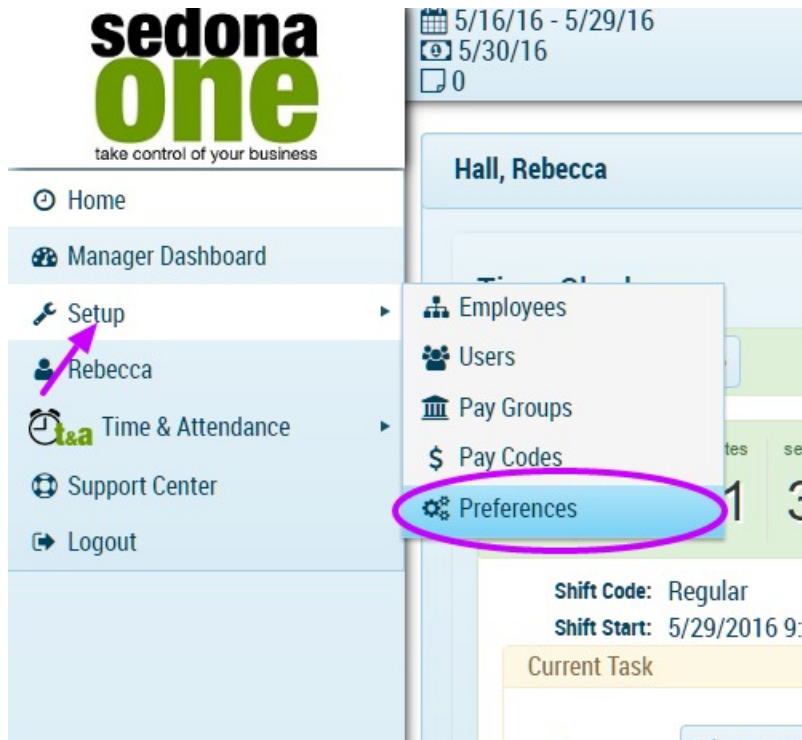 sedona
one
take control of your business
5/16/16 - 5/29/16
5/30/16
0
Hall, Rebecca
Home
Manager Dashboard
Setup
Rebecca
t&a Time & Attendance
Support Center
Logout
Employees
Users
Pay Groups
Pay Codes
Preferences
1
3
Shift Code: Regular
Shift Start: 5/29/2016 9:
Current Task